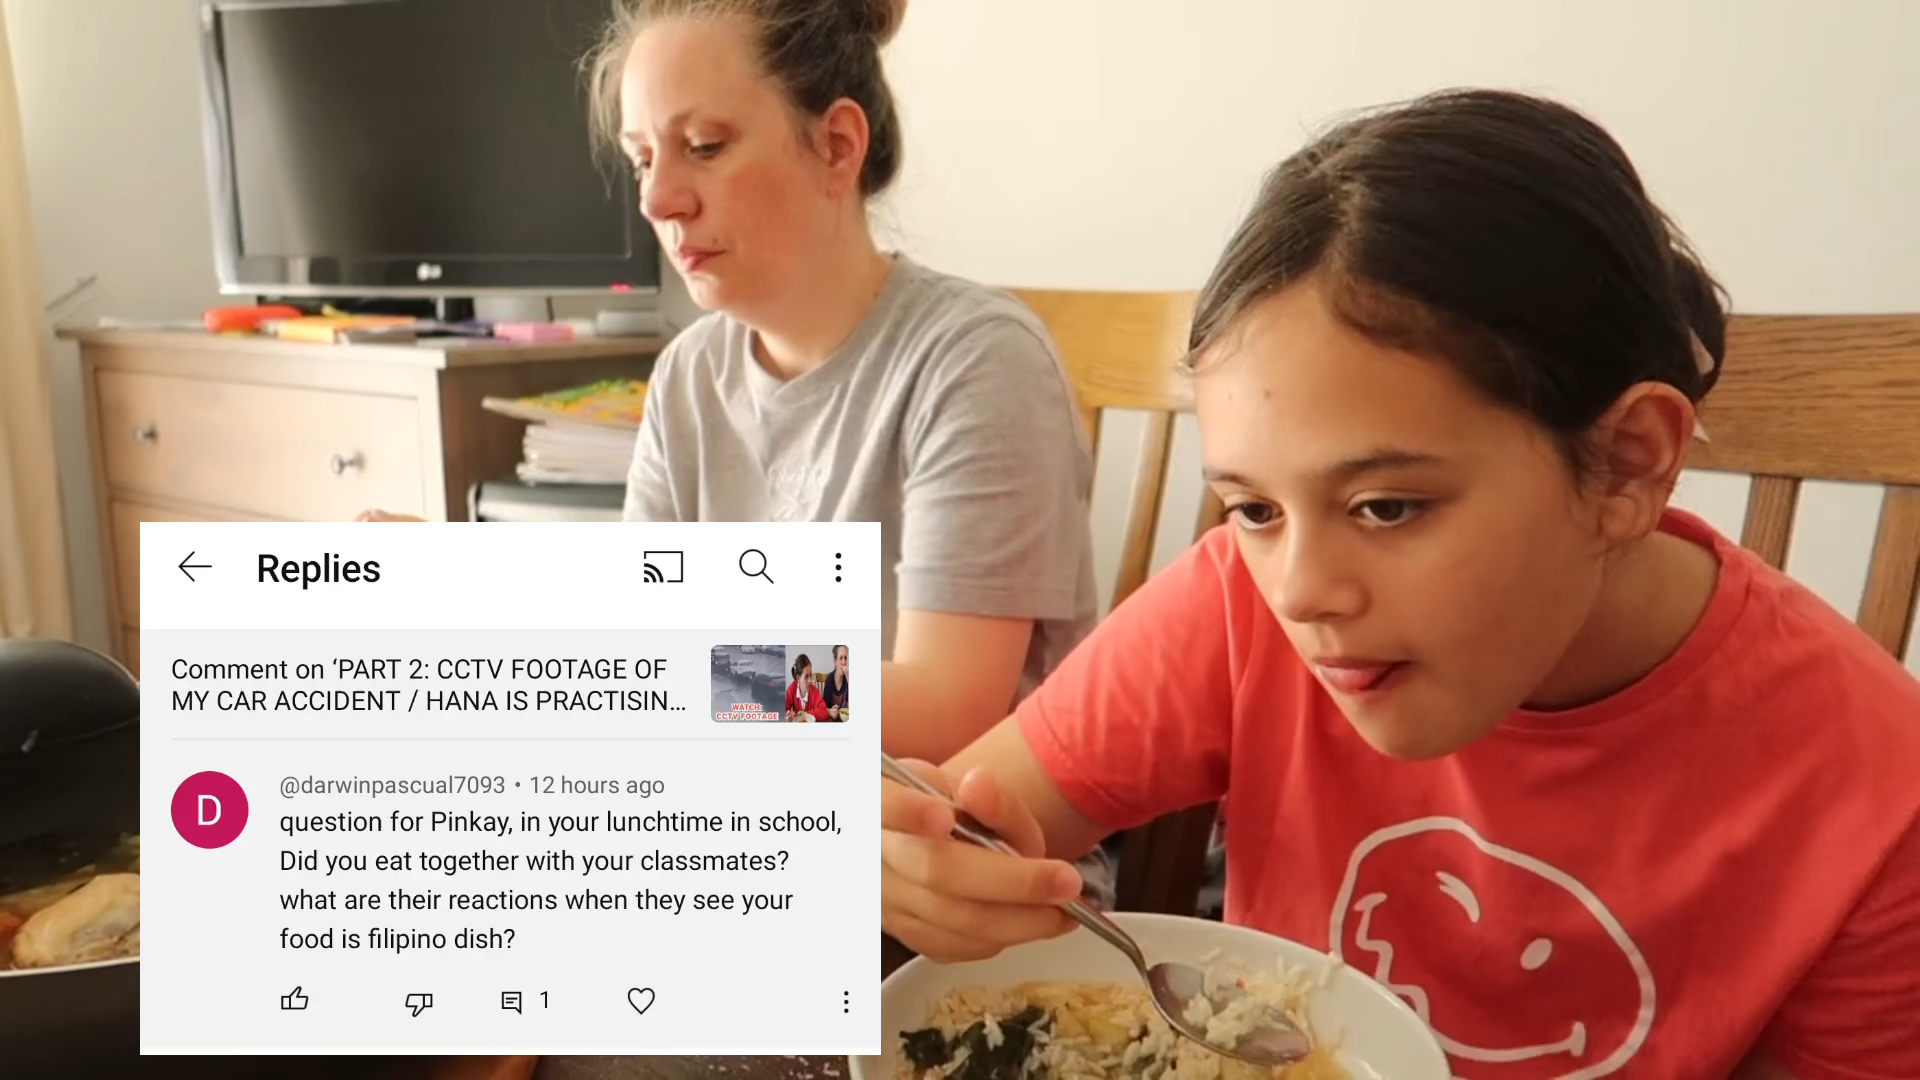 Replies
Comment on ‘PART 2: CCTV FOOTAGE OF
MY CAR ACCIDENT / HANA IS PRACTISIN...
WATCH:
CCTV FOOTAGE
D
@darwinpascual7093 • 12 hours ago
question for Pinkay, in your lunchtime in school,
Did you eat together with your classmates?
what are their reactions when they see your
food is filipino dish?
1